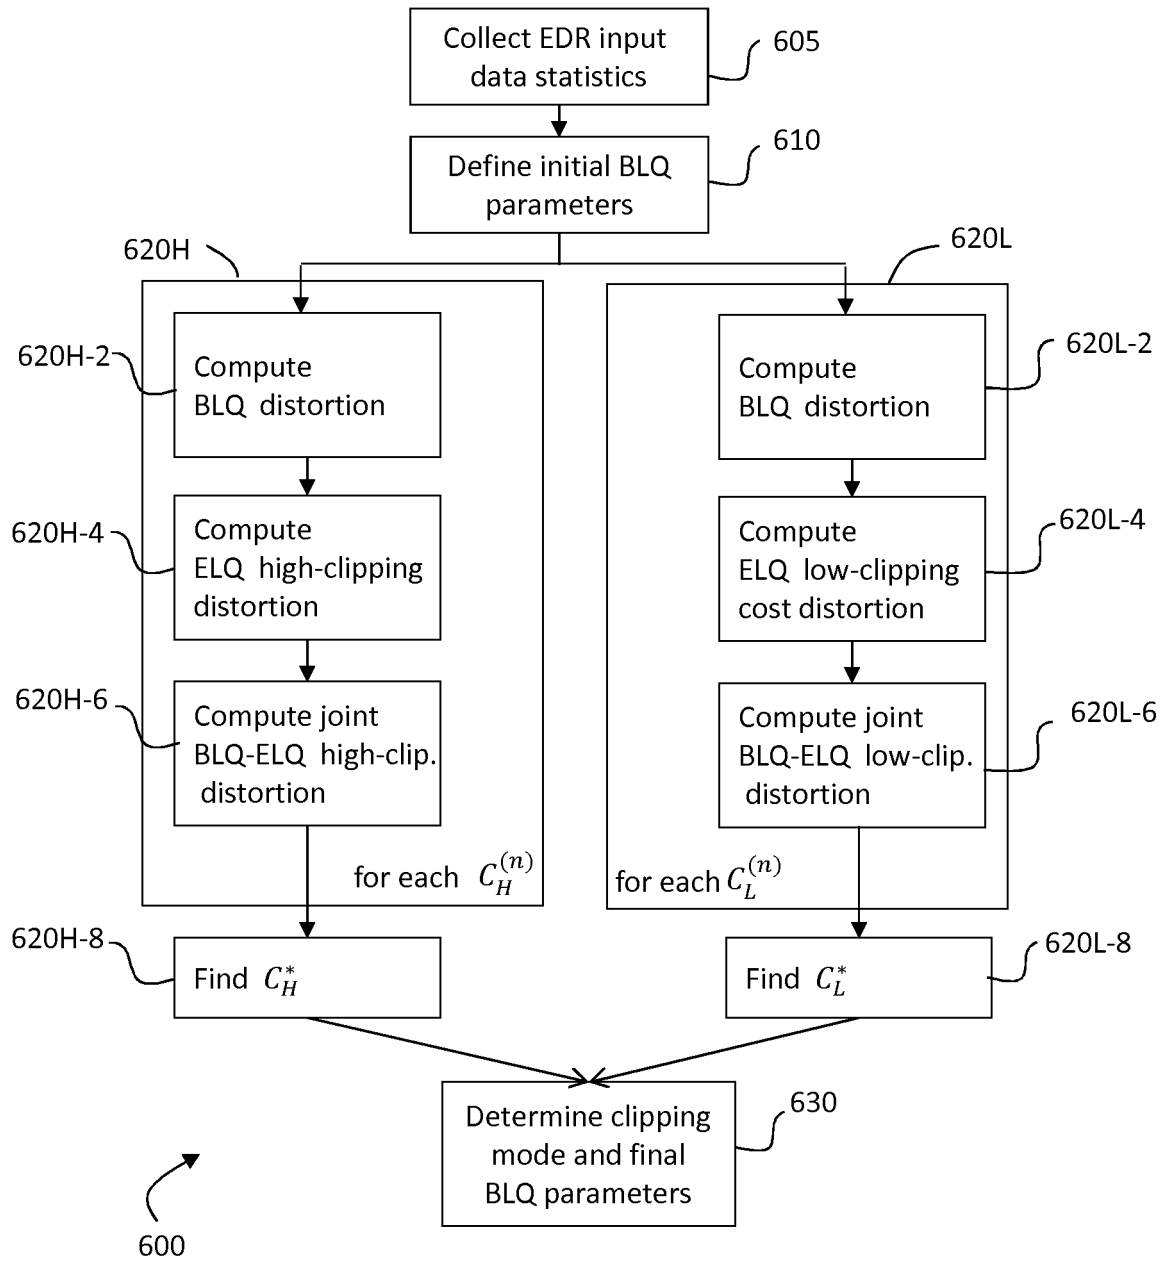 Collect EDR input
data statistics
605
Define initial BLQ
parameters
610
620H
620L
620H-2
Compute
BLQ distortion
Compute
BLQ distortion
620L-2
620H-4
Compute
ELQ high-clipping
distortion
Compute
ELQ low-clipping
cost distortion
620L-4
620H-6
Compute joint
BLQ-ELQ high-clip.
distortion
Compute joint
BLQ-ELQ low-clip.
distortion
620L-6
for each $C_H^{(n)}$
for each $C_L^{(n)}$
620H-8
Find $C_H^*$
Find $C_L^*$
620L-8
Determine clipping
mode and final
BLQ parameters
630
600